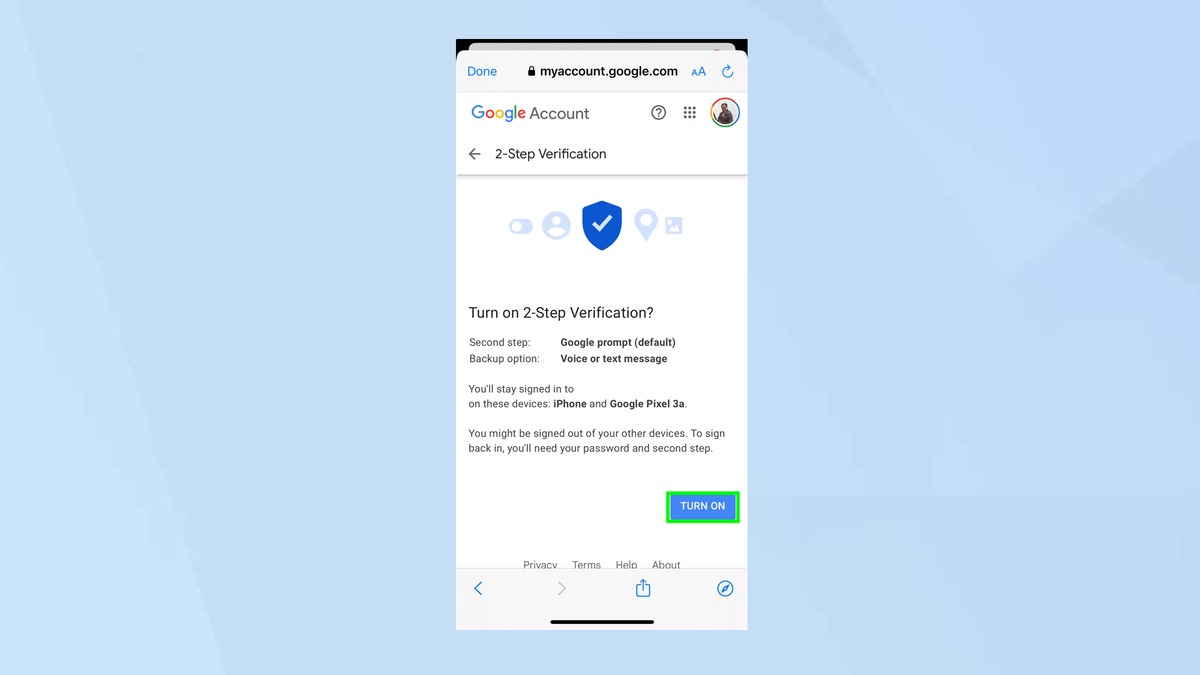 Done myaccount.google.com AA
Google Account
2-Step Verification
Turn on 2-Step Verification?
Second step: Google prompt (default)
Backup option: Voice or text message
You'll stay signed in to
on these devices: iPhone and Google Pixel 3a.
You might be signed out of your other devices. To sign
back in, you'll need your password and second step.
TURN ON
Privacy Terms Help About